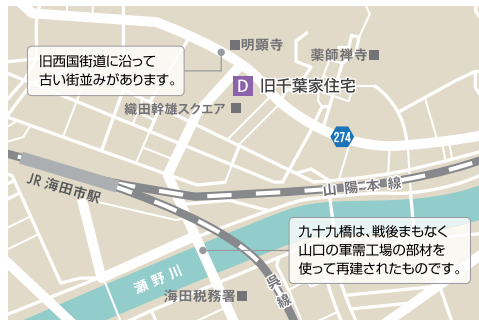 旧西国街道に沿って
古い街並みがあります。
明顕寺
薬師禅寺
D 旧千葉家住宅
織田幹雄スクエア
274
JR 海田市駅
山陽本線
九十九橋は、戦後まもなく
山口の軍需工場の部材を
使って再建されたものです。
瀬野川
海田税務署
呉線